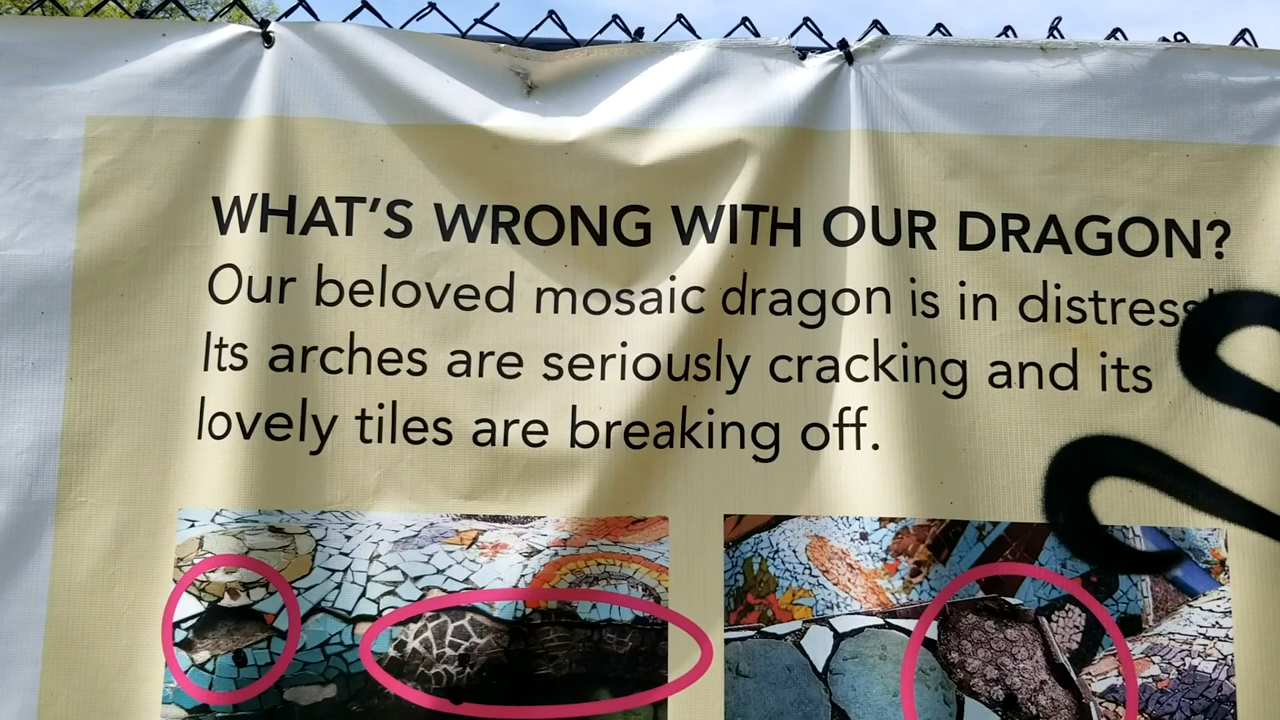 WHAT'S WRONG WITH OUR DRAGON?
Our beloved mosaic dragon is in distress!
Its arches are seriously cracking and its
lovely tiles are breaking off.